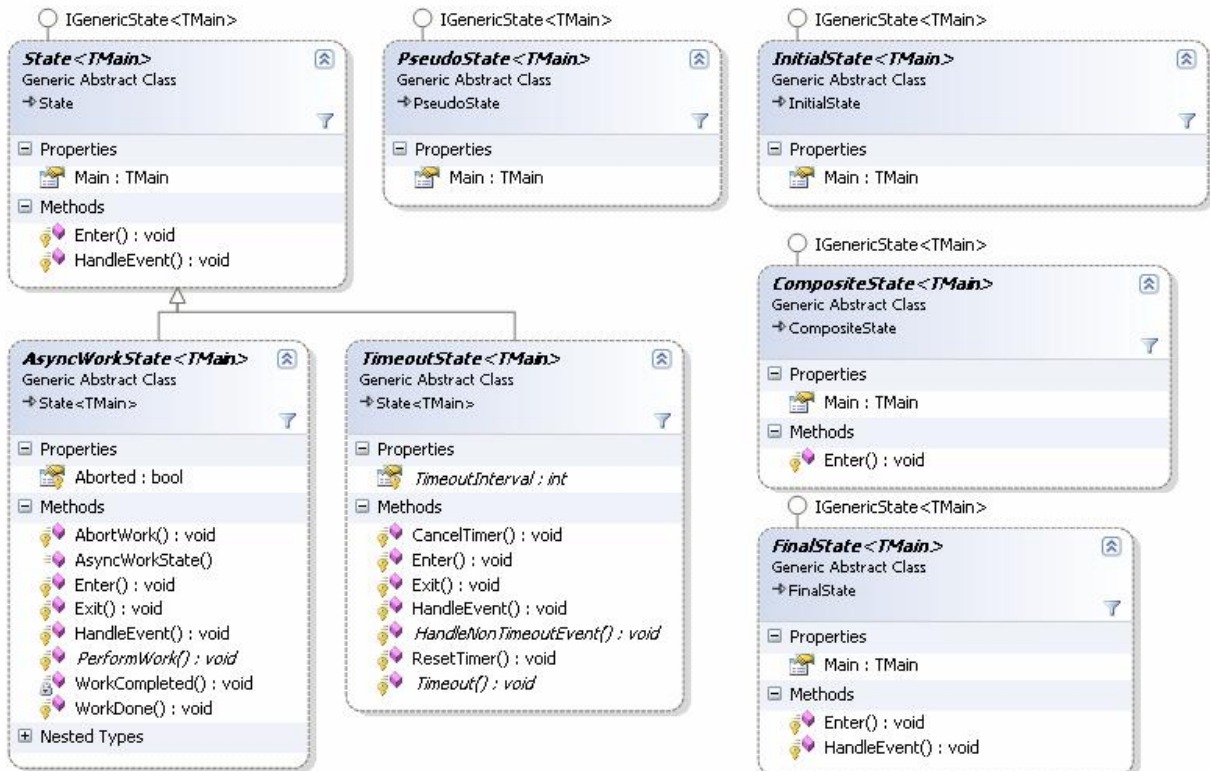 IGenericState<TMain>
State<TMain>
Generic Abstract Class
State
Properties
Main : TMain
Methods
Enter() : void
HandleEvent() : void
IGenericState<TMain>
PseudoState<TMain>
Generic Abstract Class
PseudoState
Properties
Main : TMain
IGenericState<TMain>
InitialState<TMain>
Generic Abstract Class
InitialState
Properties
Main : TMain
AsyncWorkState<TMain>
Generic Abstract Class
State<TMain>
Properties
Aborted : bool
Methods
AbortWork() : void
AsyncWorkState()
Enter() : void
Exit() : void
HandleEvent() : void
PerformWork() : void
WorkCompleted() : void
WorkDone() : void
Nested Types
TimeoutState<TMain>
Generic Abstract Class
State<TMain>
Properties
TimeoutInterval : int
Methods
CancelTimer() : void
Enter() : void
Exit() : void
HandleEvent() : void
HandleNonTimeoutEvent() : void
ResetTimer() : void
Timeout() : void
IGenericState<TMain>
CompositeState<TMain>
Generic Abstract Class
CompositeState
Properties
Main : TMain
Methods
Enter() : void
IGenericState<TMain>
FinalState<TMain>
Generic Abstract Class
FinalState
Properties
Main : TMain
Methods
Enter() : void
HandleEvent() : void